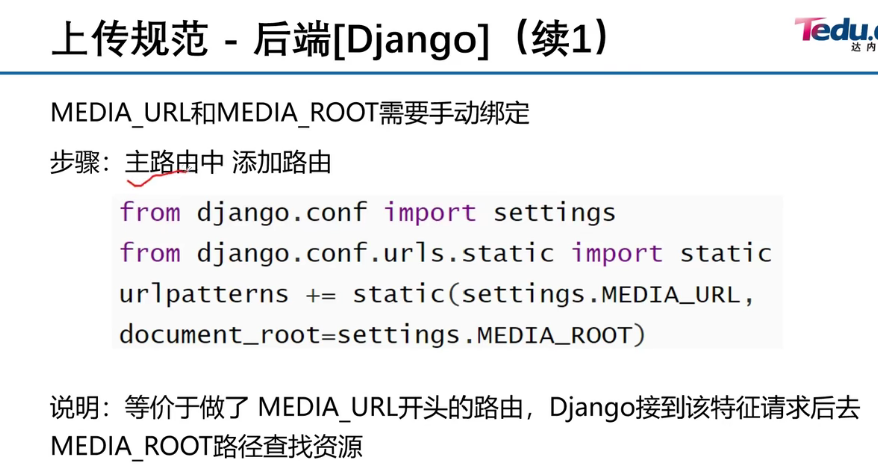 上传规范 - 后端[Django]（续1）
Tedu.c
达内
MEDIA_URL和MEDIA_ROOT需要手动绑定
步骤：主路由中 添加路由
from django.conf import settings
from django.conf.urls.static import static
urlpatterns += static(settings.MEDIA_URL,
document_root=settings.MEDIA_ROOT)
说明：等价于做了 MEDIA_URL开头的路由，Django接到该特征请求后去
MEDIA_ROOT路径查找资源